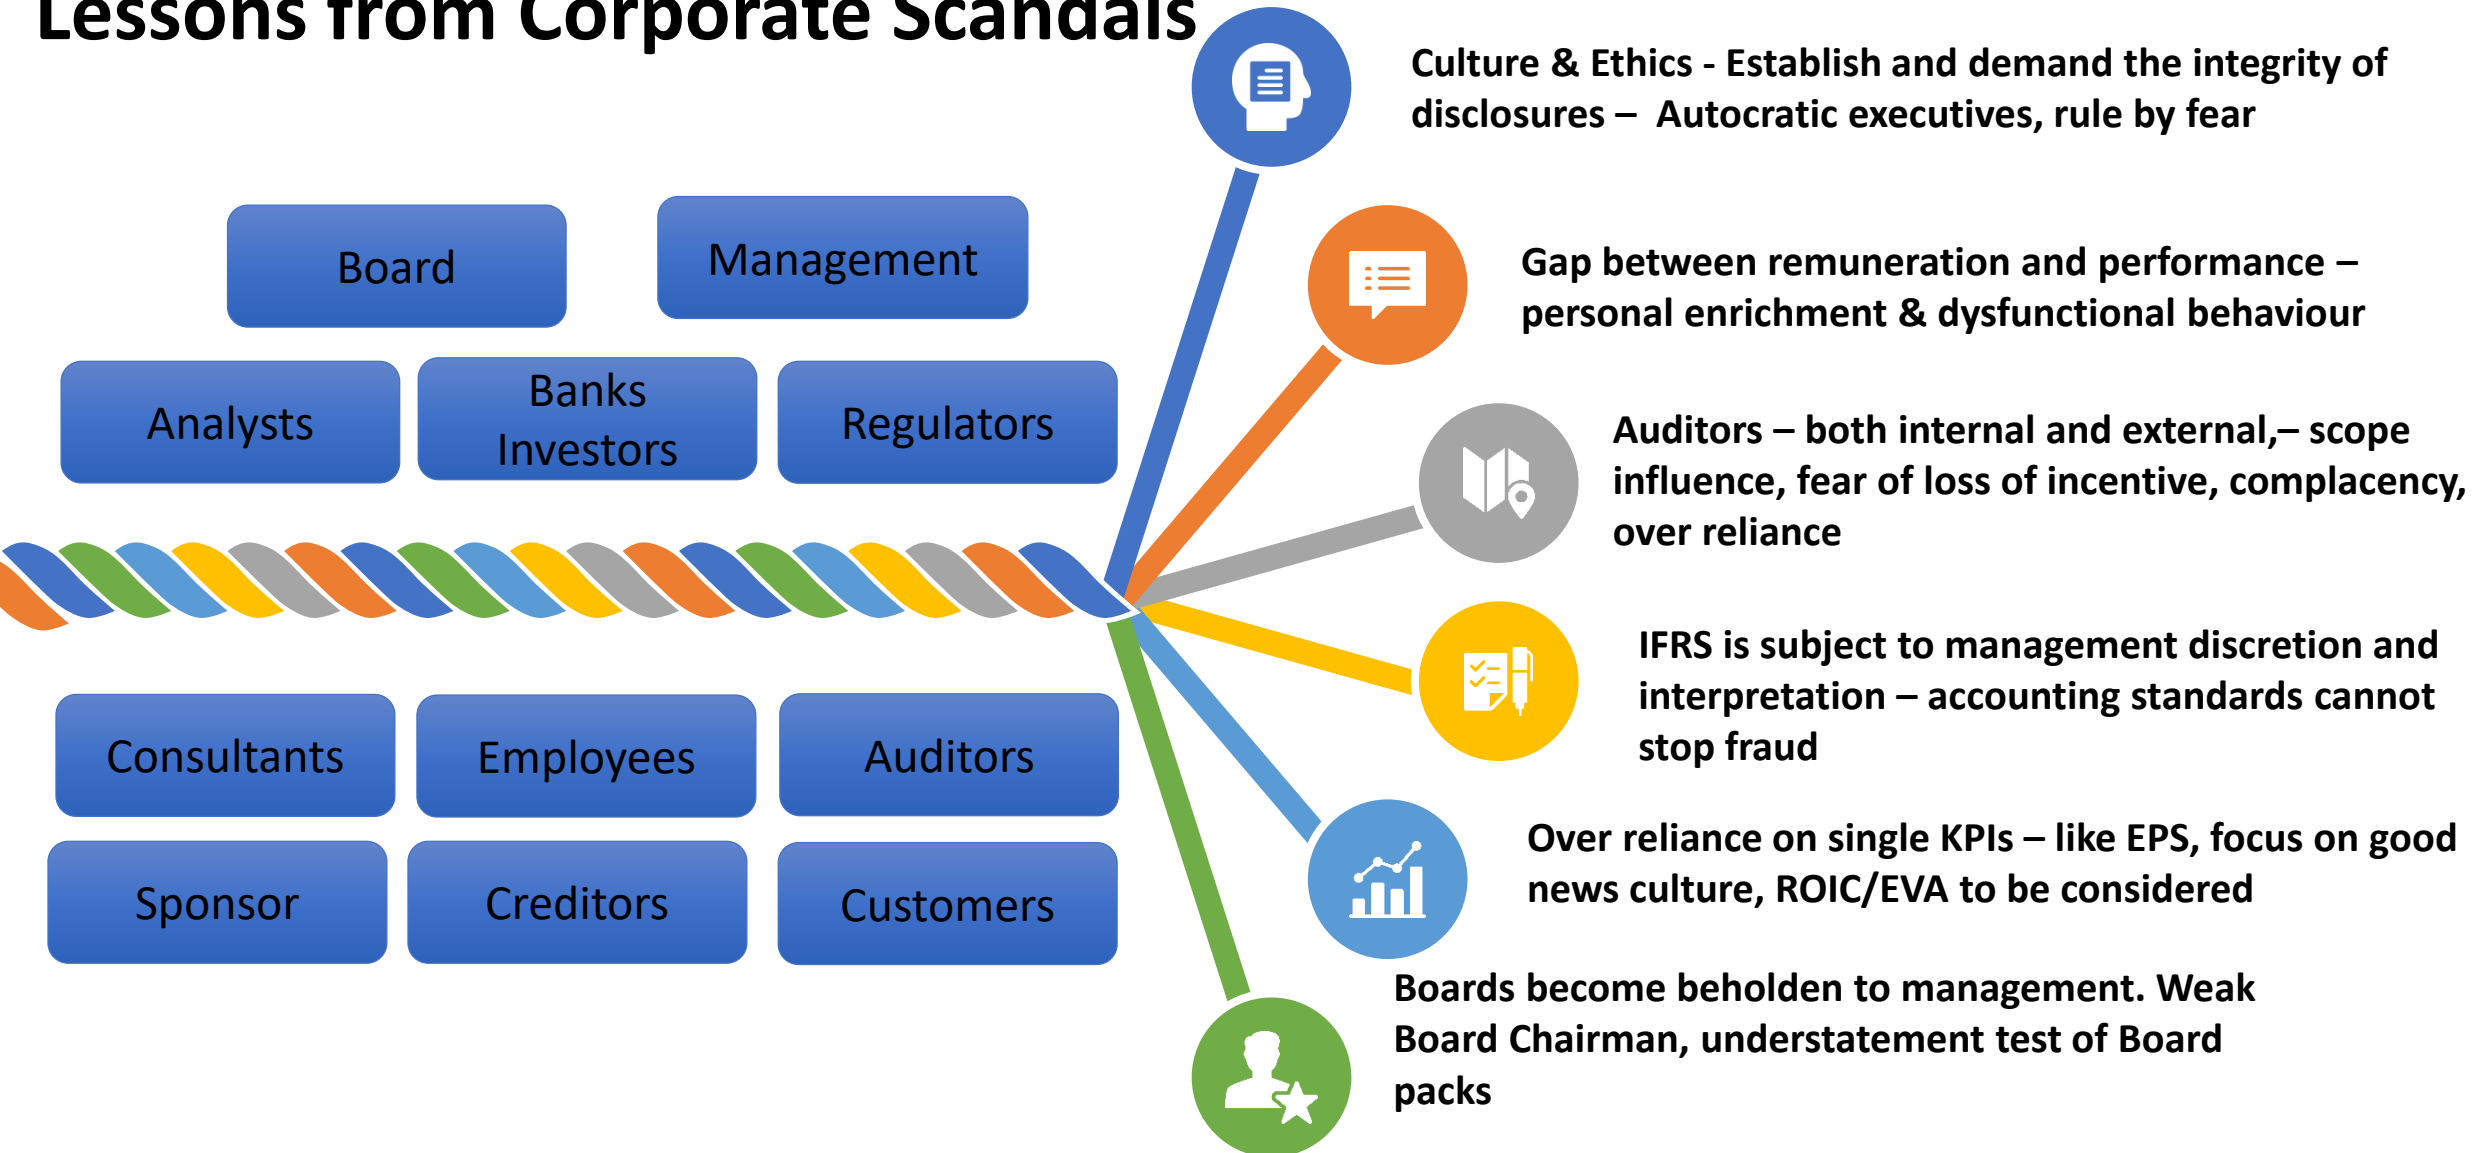 Lessons from Corporate Scandals
Board
Management
Analysts
Banks
Investors
Regulators
Consultants
Employees
Auditors
Sponsor
Creditors
Customers
Culture & Ethics - Establish and demand the integrity of
disclosures – Autocratic executives, rule by fear
Gap between remuneration and performance –
personal enrichment & dysfunctional behaviour
Auditors – both internal and external,– scope
influence, fear of loss of incentive, complacency,
over reliance
IFRS is subject to management discretion and
interpretation – accounting standards cannot
stop fraud
Over reliance on single KPIs – like EPS, focus on good
news culture, ROIC/EVA to be considered
Boards become beholden to management. Weak
Board Chairman, understatement test of Board
packs